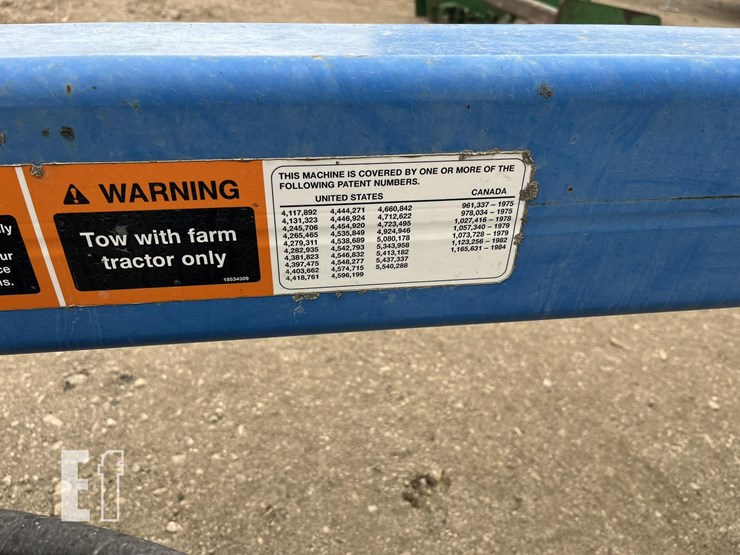 lly
ur
ce
ns.
WARNING
Tow with farm
tractor only
18534309
THIS MACHINE IS COVERED BY ONE OR MORE OF THE
FOLLOWING PATENT NUMBERS.
UNITED STATES
4,117,892 4,444,271 4,660,842
4,131,323 4,446,924 4,712,622
4,245,706 4,454,920 4,723,495
4,265,465 4,535,849 4,924,946
4,279,311 4,538,689 5,080,178
4,282,935 4,542,793 5,343,958
4,381,823 4,546,832 5,413,182
4,397,475 4,548,277 5,437,337
4,403,662 4,574,715 5,540,288
4,418,761 4,596,199
CANADA
961,337 – 1975
978,034 – 1975
1,027,416 – 1978
1,057,340 – 1979
1,073,728 – 1979
1,123,256 – 1982
1,165,631 – 1984
Ef